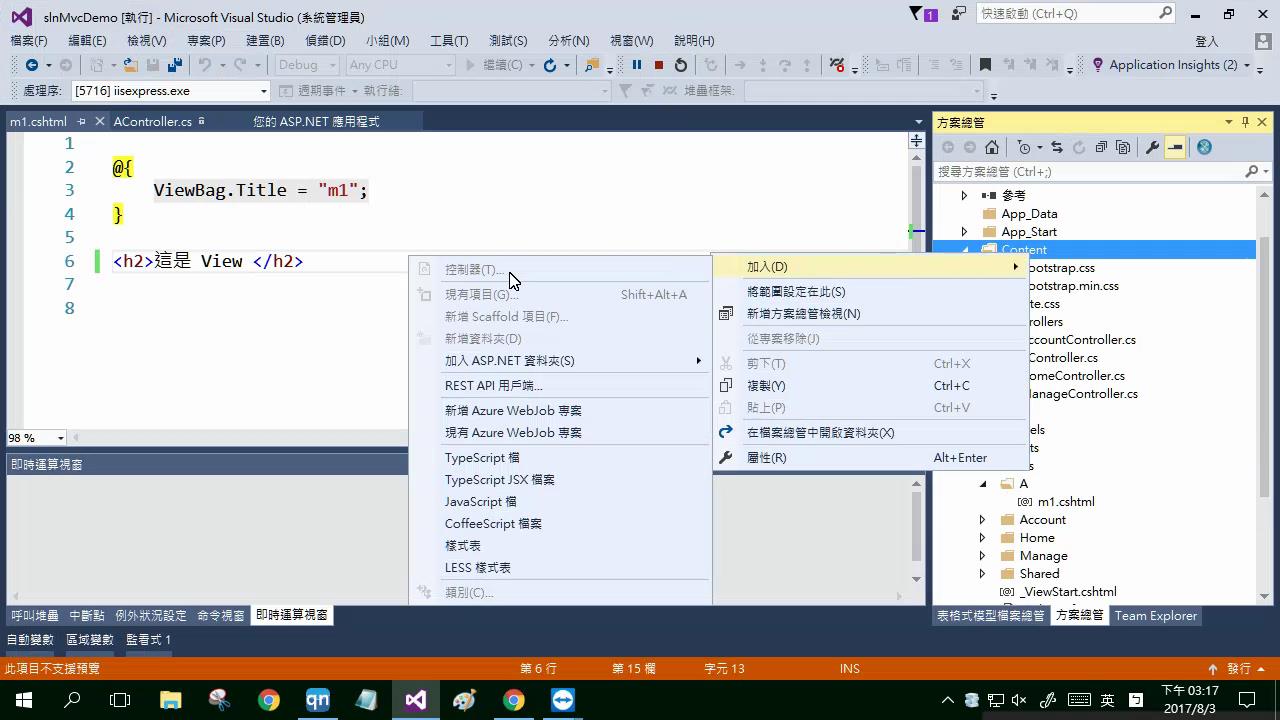 slnMvcDemo [執行] - Microsoft Visual Studio (系統管理員)
1
快速啟動 (Ctrl+Q)
檔案(F) 編輯(E) 檢視(V) 專案(P) 建置(B) 偵錯(D) 小組(M) 工具(T) 測試(S) 分析(N) 視窗(W) 說明(H)
登入
Debug Any CPU 繼續(C) Application Insights (2)
處理序: [5716] iisexpress.exe 週期事件 執行緒: 堆疊框架:
m1.cshtml AController.cs 您的 ASP.NET 應用程式
方案總管
搜尋方案總管 (Ctrl+;)
1
2 @{
3 ViewBag.Title = "m1";
4 }
5
6 <h2>這是 View </h2>
7
8
98 %
參考
App_Data
App_Start
Content
ootstrap.css
ootstrap.min.css
te.css
ollers
ccountController.cs
Controller.cs
omeController.cs
anageController.cs
els
s
A
m1.cshtml
Account
Home
Manage
Shared
_ViewStart.cshtml
加入(D)
將範圍設定在此(S)
新增方案總管檢視(N)
從專案移除(J)
剪下(T) Ctrl+X
複製(Y) Ctrl+C
貼上(P) Ctrl+V
在檔案總管中開啟資料夾(X)
屬性(R) Alt+Enter
控制器(T)...
現有項目(G)... Shift+Alt+A
新增 Scaffold 項目(F)...
新增資料夾(D)
加入 ASP.NET 資料夾(S)
REST API 用戶端...
新增 Azure WebJob 專案
現有 Azure WebJob 專案
TypeScript 檔
TypeScript JSX 檔案
JavaScript 檔
CoffeeScript 檔案
樣式表
LESS 樣式表
類別(C)...
即時運算視窗
呼叫堆疊 中斷點 例外狀況設定 命令視窗 即時運算視窗
表格式模型檔案總管 方案總管 Team Explorer
自動變數 區域變數 監看式 1
此項目不支援預覽 第 6 行 第 15 欄 字元 13 INS 發行
qn
英
下午 03:17
2017/8/3